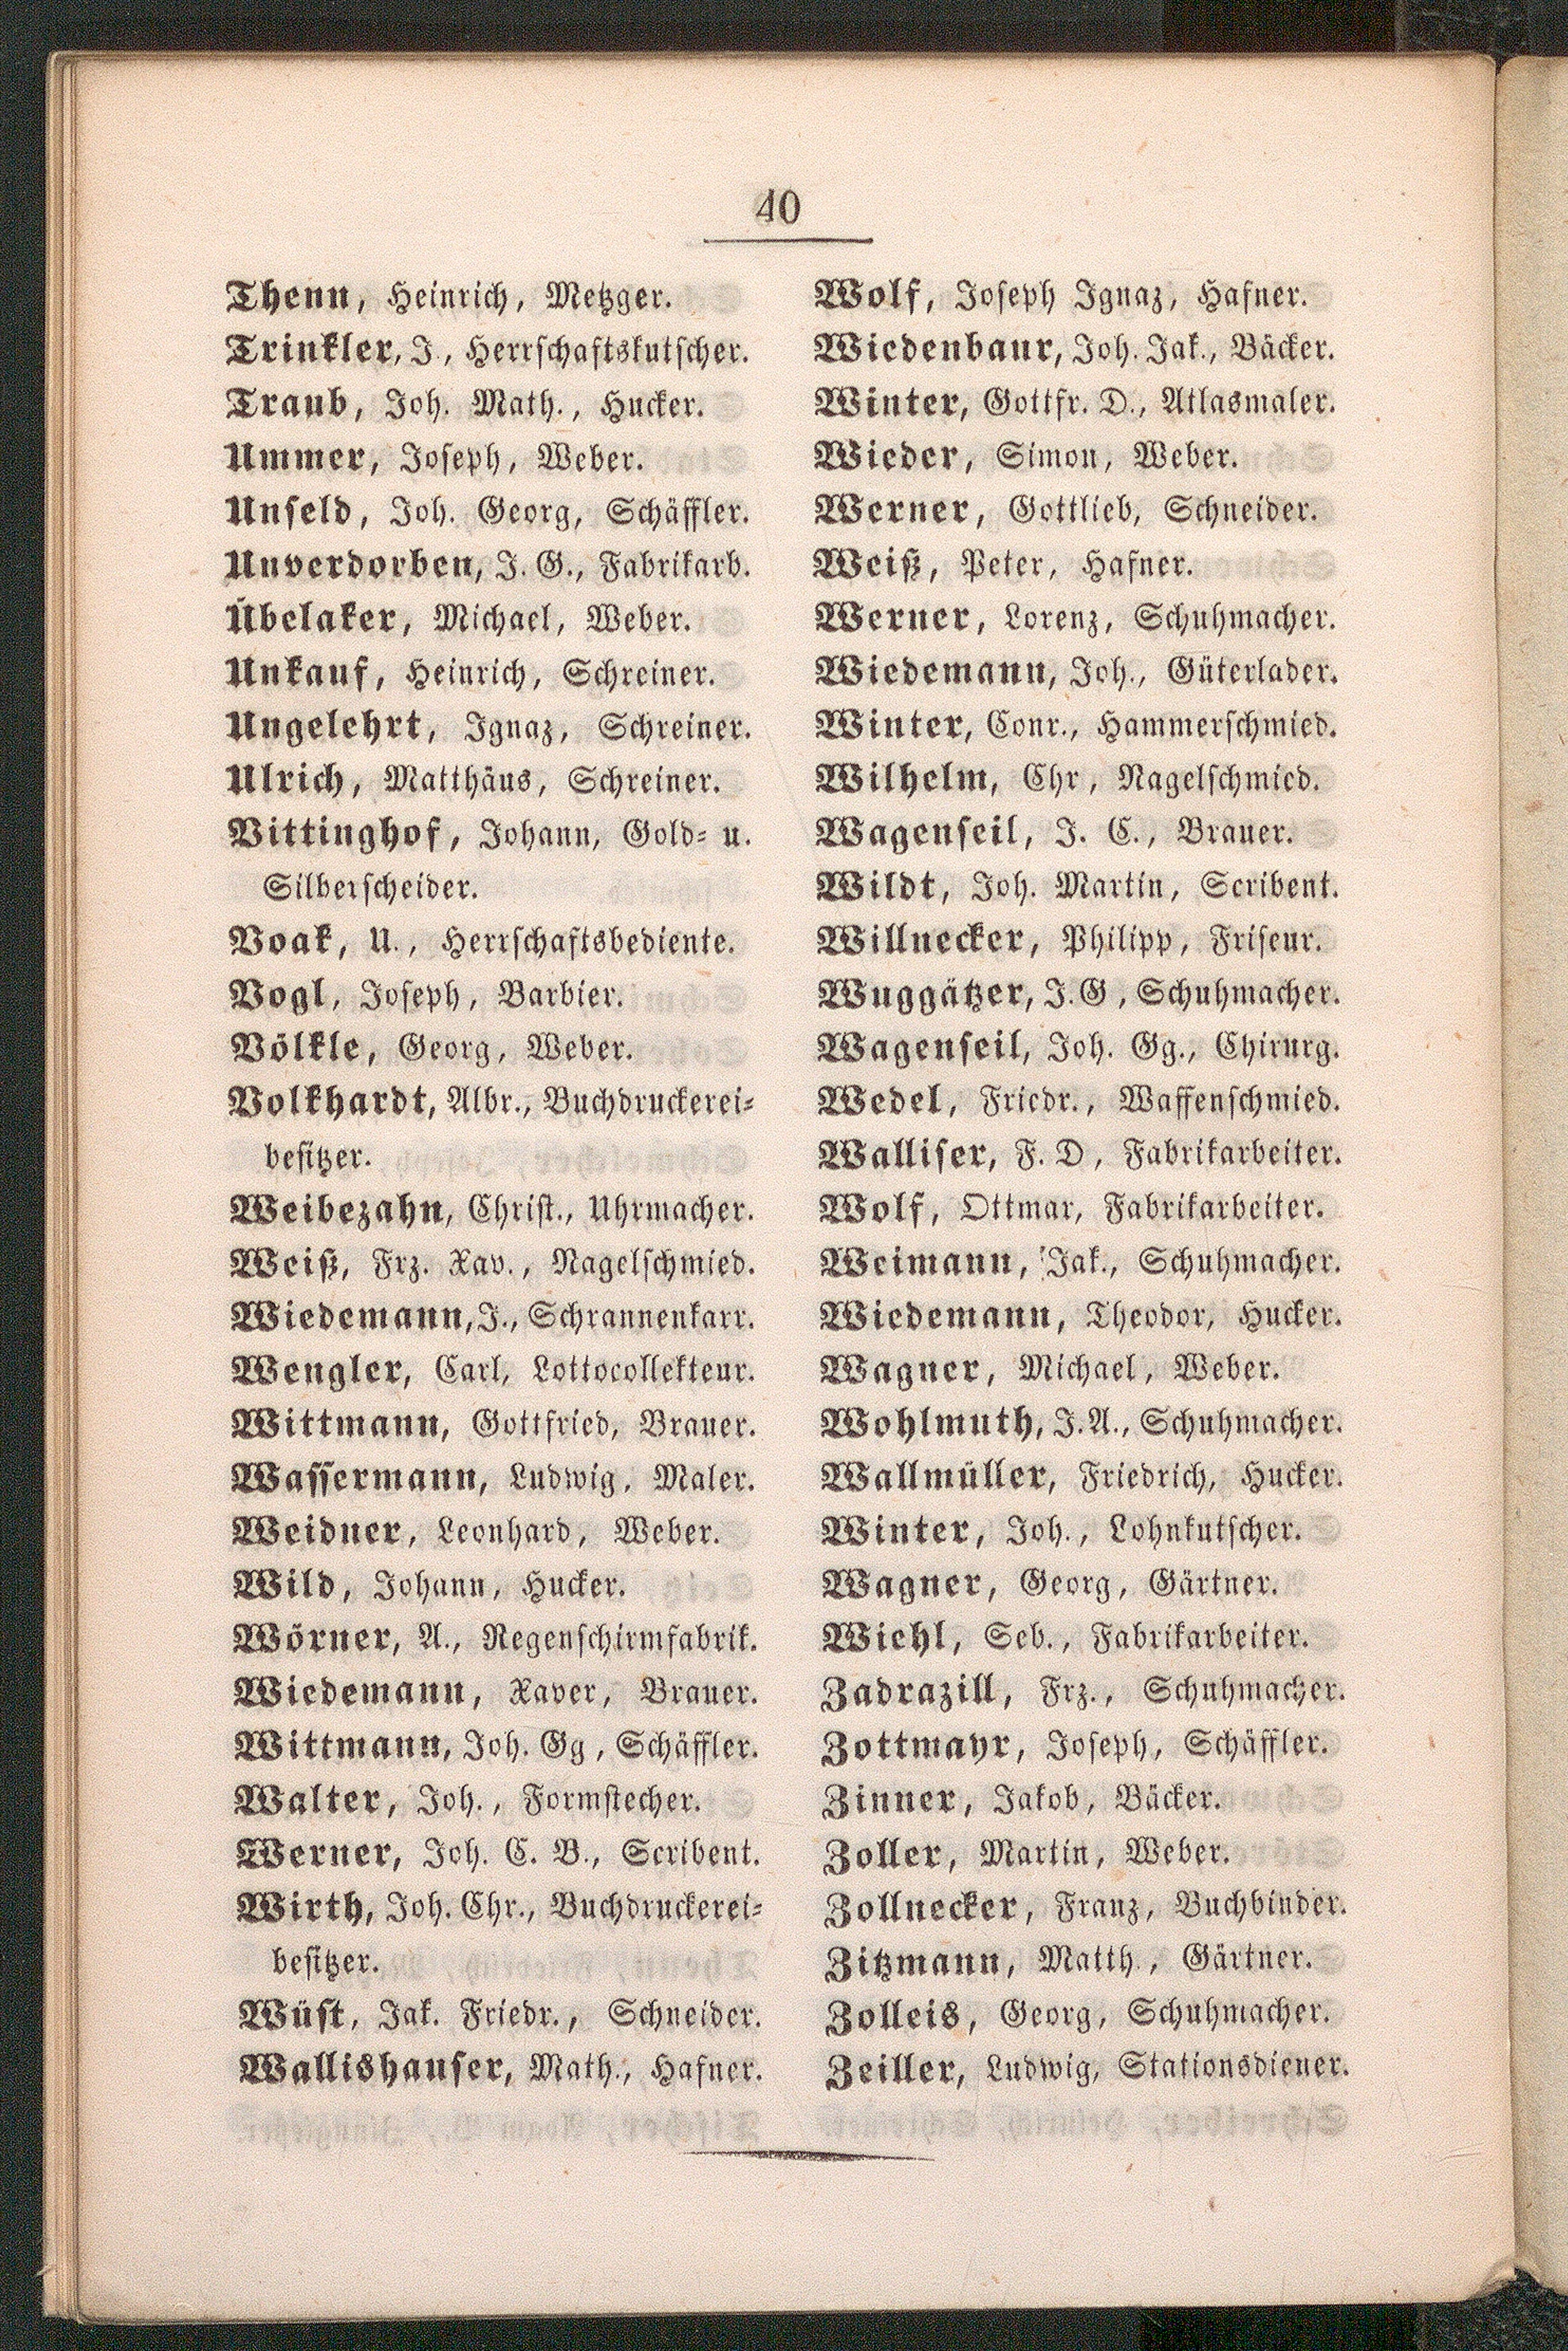 40
Thenn, Heinrich, Metzger.
Trinkler, J., Herrschaftskutscher.
Traub, Joh. Math., Hucker.
Ummer, Joseph, Weber.
Unseld, Joh. Georg, Schäffler.
Unverdorben, J. G., Fabrikarb.
Übelaker, Michael, Weber.
Unkauf, Heinrich, Schreiner.
Ungelehrt, Ignaz, Schreiner.
Ulrich, Matthäus, Schreiner.
Vittinghof, Johann, Gold- u.
Silberscheider.
Voak, U., Herrschaftsbediente.
Vogl, Joseph, Barbier.
Völkle, Georg, Weber.
Volkhardt, Albr., Buchdruckerei-
besitzer.
Weibezahn, Christ., Uhrmacher.
Weiß, Frz. Xav., Nagelschmied.
Wiedemann, J., Schrannenkarr.
Wengler, Carl, Lottocollekteur.
Wittmann, Gottfried, Brauer.
Wassermann, Ludwig, Maler.
Weidner, Leonhard, Weber.
Wild, Johann, Hucker.
Wörner, A., Regenschirmfabrik.
Wiedemann, Xaver, Brauer.
Wittmann, Joh. Gg, Schäffler.
Walter, Joh., Formstecher.
Werner, Joh. C. B., Scribent.
Wirth, Joh. Chr., Buchdruckerei-
besitzer.
Wüst, Jak. Friedr., Schneider.
Wallishauser, Math., Hafner.
Wolf, Joseph Ignaz, Hafner.
Wiedenbaur, Joh. Jak., Bäcker.
Winter, Gottfr. D., Atlasmaler.
Wieder, Simon, Weber.
Werner, Gottlieb, Schneider.
Weiß, Peter, Hafner.
Werner, Lorenz, Schuhmacher.
Wiedemann, Joh., Güterlader.
Winter, Conr., Hammerschmied.
Wilhelm, Chr, Nagelschmied.
Wagenseil, J. C., Brauer.
Wildt, Joh. Martin, Scribent.
Willnecker, Philipp, Friseur.
Wuggätzer, J. G, Schuhmacher.
Wagenseil, Joh. Gg., Chirurg.
Wedel, Friedr., Waffenschmied.
Walliser, F. D, Fabrikarbeiter.
Wolf, Ottmar, Fabrikarbeiter.
Weimann, Jak., Schuhmacher.
Wiedemann, Theodor, Hucker.
Wagner, Michael, Weber.
Wohlmuth, J. A., Schuhmacher.
Wallmüller, Friedrich, Hucker.
Winter, Joh., Lohnkutscher.
Wagner, Georg, Gärtner.
Wiehl, Seb., Fabrikarbeiter.
Zadrazill, Frz., Schuhmacher.
Zottmayr, Joseph, Schäffler.
Zinner, Jakob, Bäcker.
Zoller, Martin, Weber.
Zollnecker, Franz, Buchbinder.
Zitzmann, Matth., Gärtner.
Zolleis, Georg, Schuhmacher.
Zeiller, Ludwig, Stationsdiener.